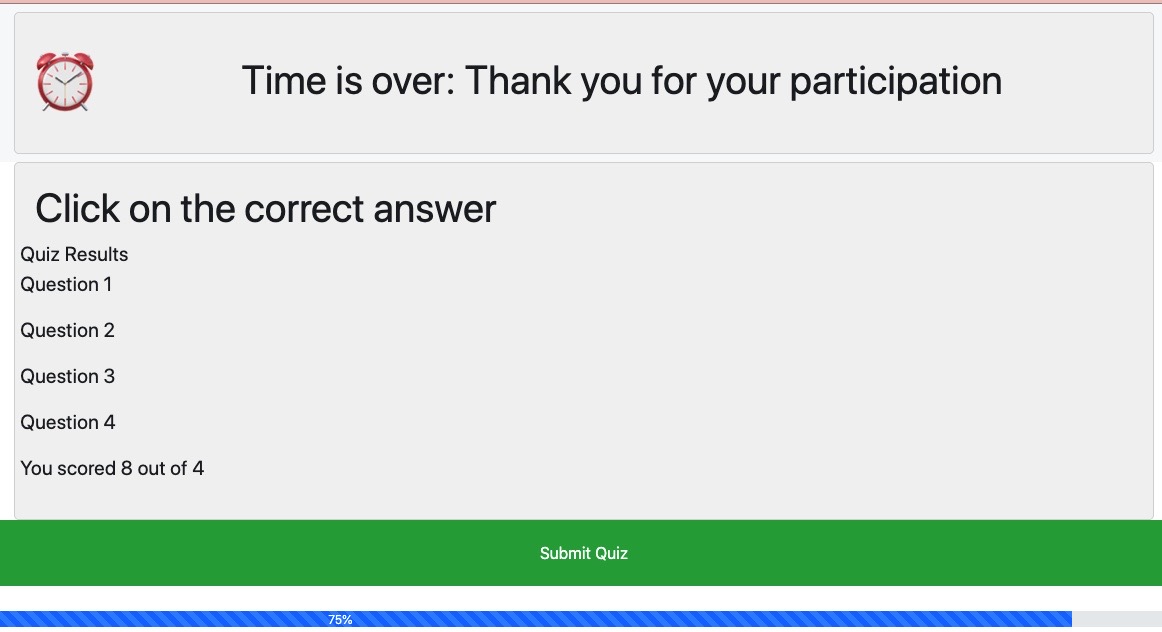 Time is over: Thank you for your participation
Click on the correct answer
Quiz Results
Question 1
Question 2
Question 3
Question 4
You scored 8 out of 4
Submit Quiz
75%